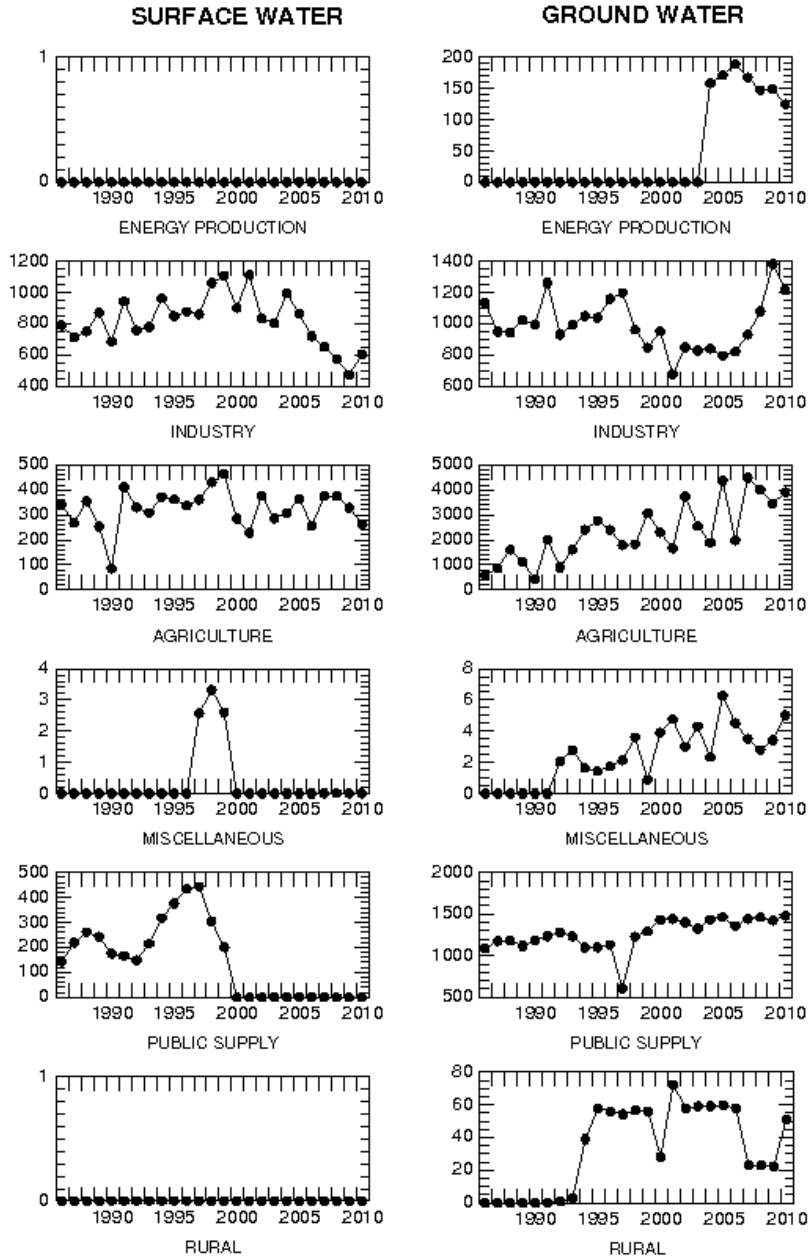 SURFACE WATER GROUND WATER
1 200
150
100
50
0 0
1990 1995 2000 2005 2010 1990 1995 2000 2005 2010
ENERGY PRODUCTION ENERGY PRODUCTION
1200 1400
1000 1200
800 1000
600 800
400 600
1990 1995 2000 2005 2010 1990 1995 2000 2005 2010
INDUSTRY INDUSTRY
500 5000
400 4000
300 3000
200 2000
100 1000
0 0
1990 1995 2000 2005 2010 1990 1995 2000 2005 2010
AGRICULTURE AGRICULTURE
4 8
3 6
2 4
1 2
0 0
1990 1995 2000 2005 2010 1990 1995 2000 2005 2010
MISCELLANEOUS MISCELLANEOUS
500 2000
400 1500
300 1000
200 500
100
0
1990 1995 2000 2005 2010 1990 1995 2000 2005 2010
PUBLIC SUPPLY PUBLIC SUPPLY
1 80
60
40
20
0 0
1990 1995 2000 2005 2010 1990 1995 2000 2005 2010
RURAL RURAL